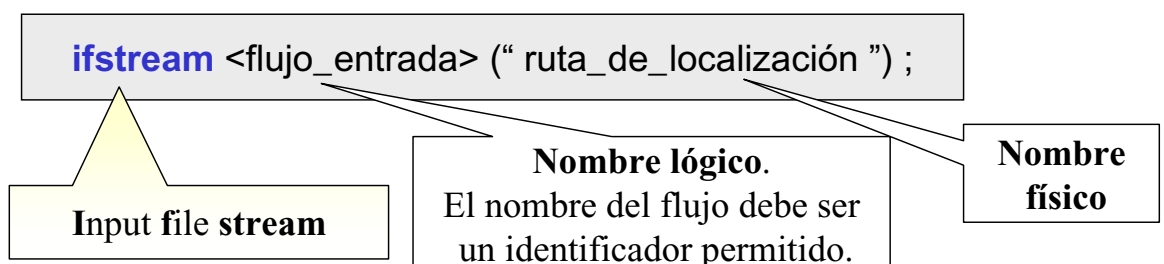 ifstream <flujo_entrada> (“ ruta_de_localización ”) ;
Nombre lógico.
El nombre del flujo debe ser
un identificador permitido.
Nombre
físico
Input file stream